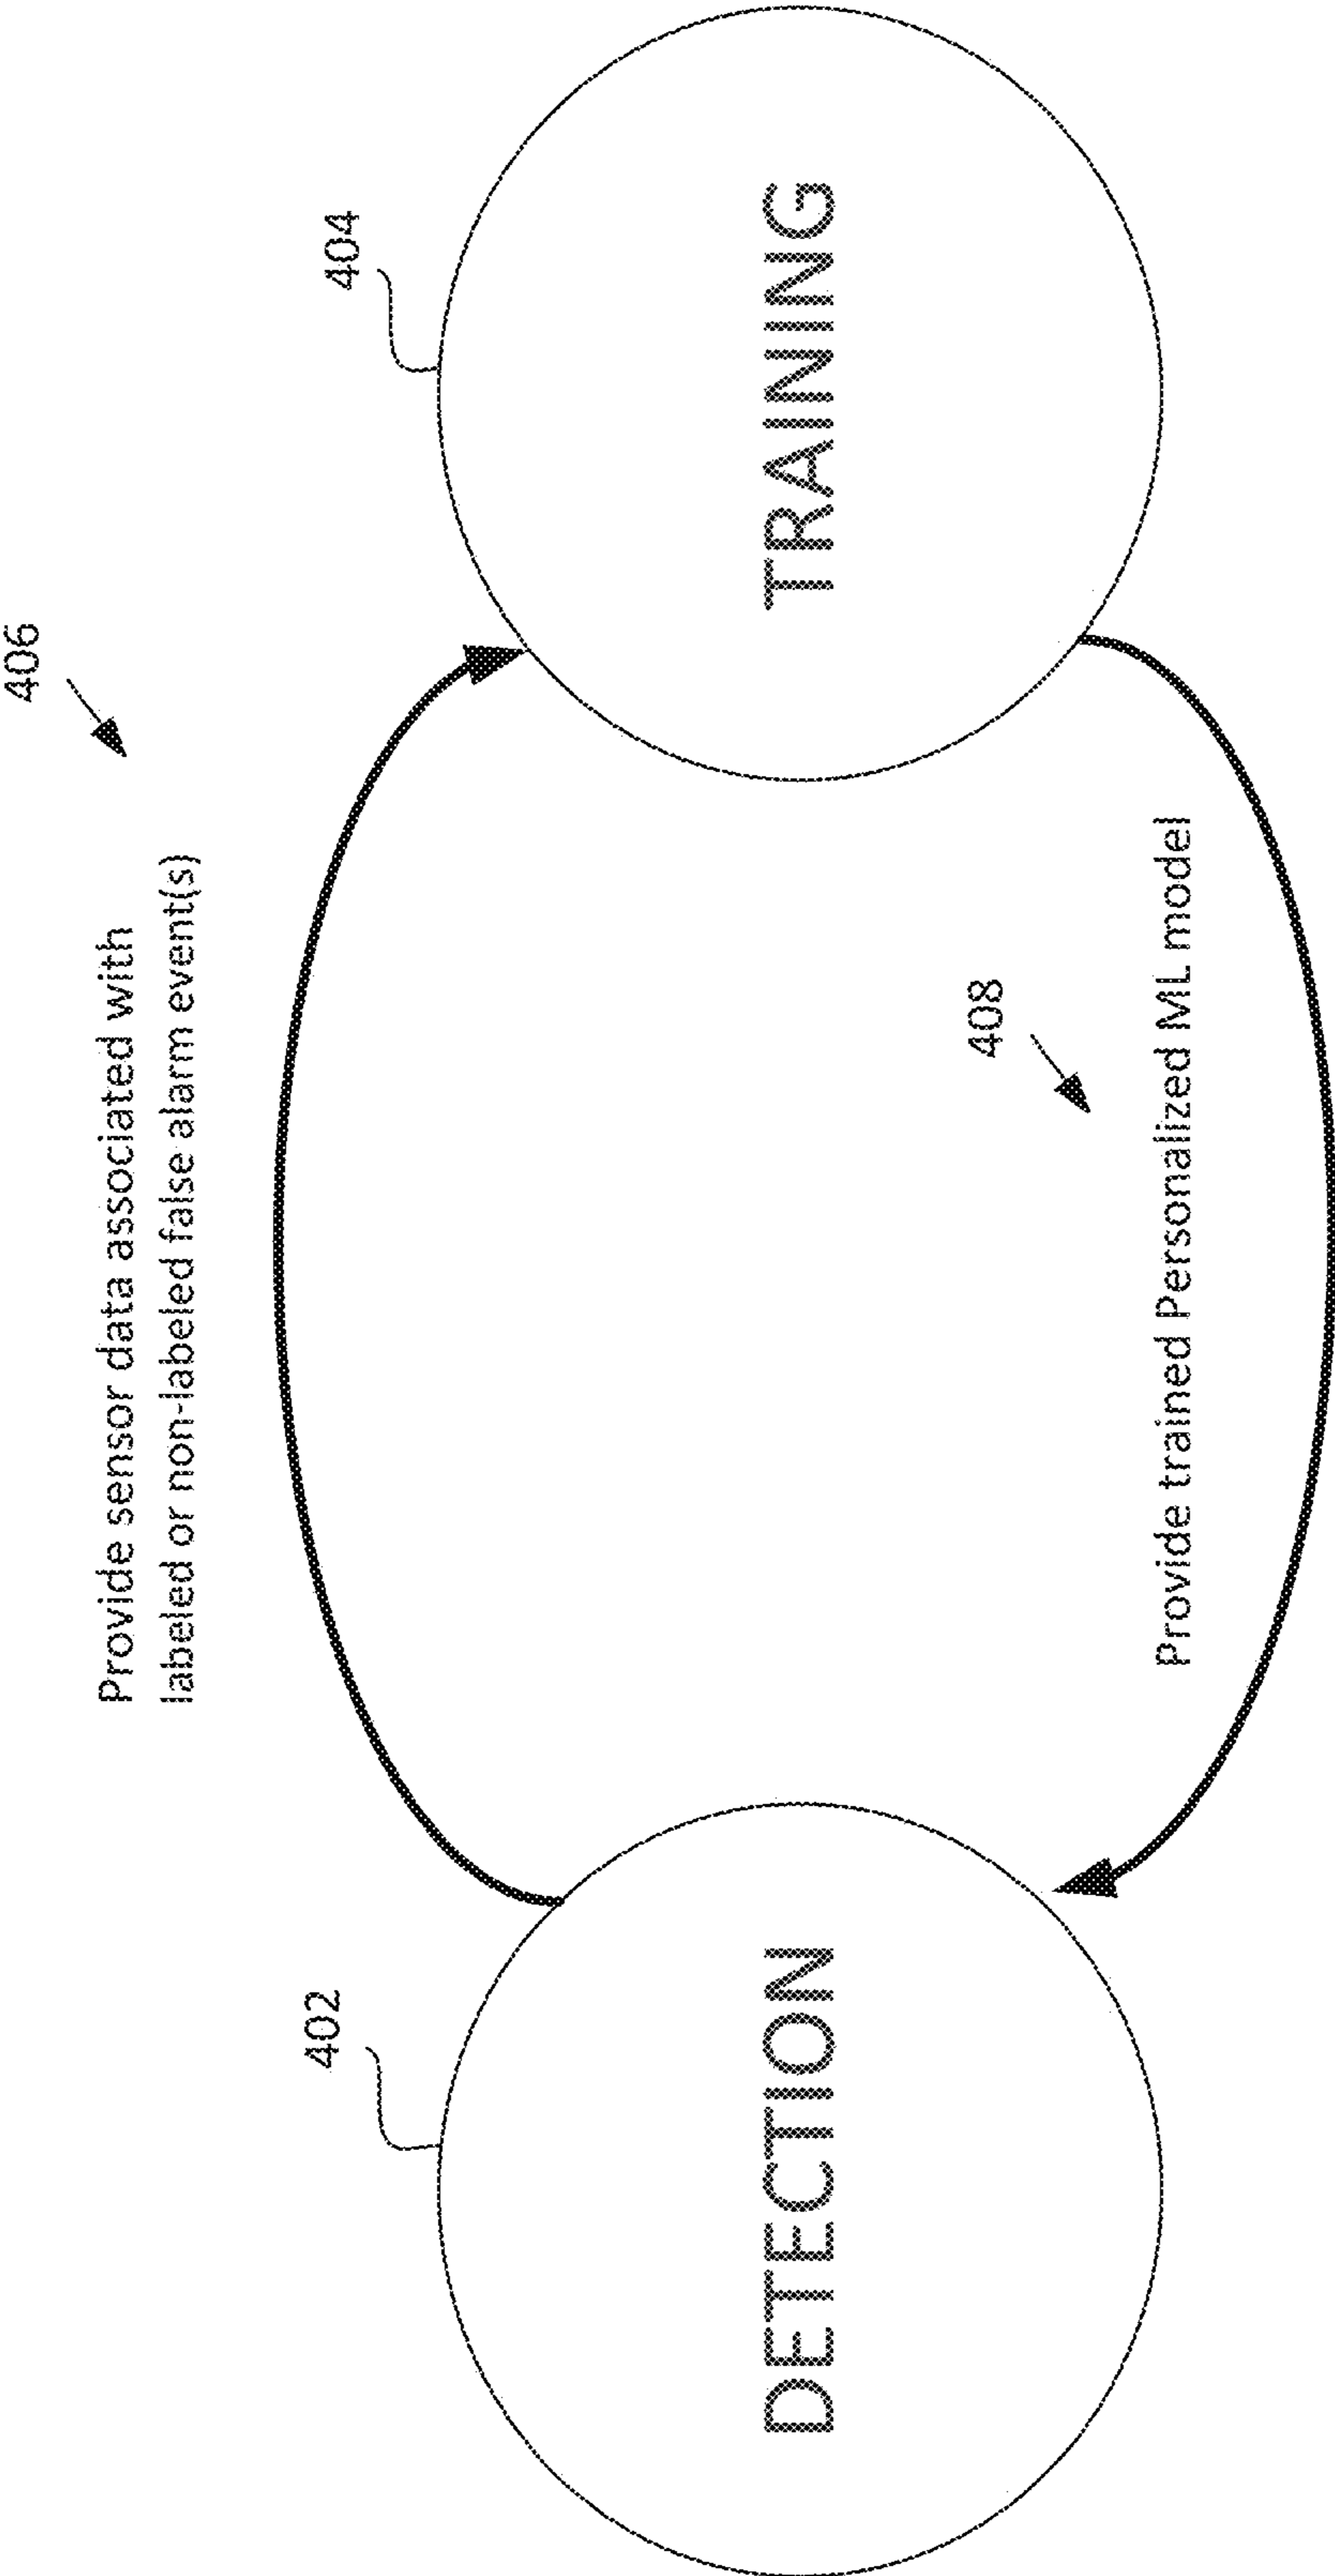 406
Provide sensor data associated with
labeled or non-labeled false alarm event(s)
402
404
DETECTION
TRAINING
408
Provide trained Personalized ML model